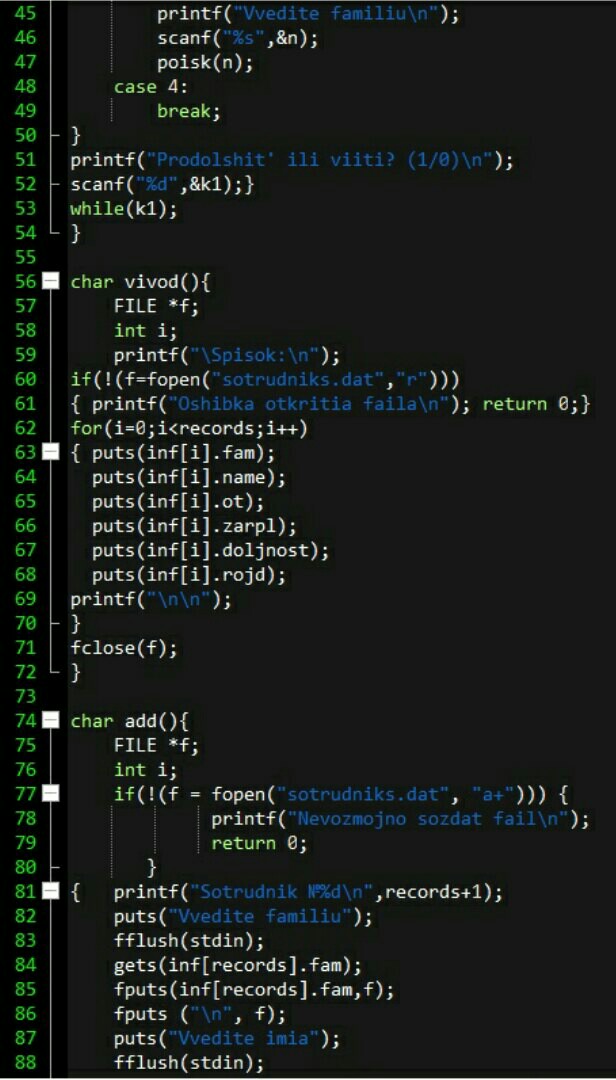 45 printf("Vvedite familiu\n");
46 scanf("%s",&n);
47 poisk(n);
48 case 4:
49 break;
50 }
51 printf("Prodolshit' ili viiti? (1/0)\n");
52 scanf("%d",&k1);}
53 while(k1);
54 }
55
56 char vivod(){
57 FILE *f;
58 int i;
59 printf("\Spisok:\n");
60 if(!(f=fopen("sotrudniks.dat","r")))
61 { printf("Oshibka otkritia faila\n"); return 0;}
62 for(i=0;i<records;i++)
63 { puts(inf[i].fam);
64 puts(inf[i].name);
65 puts(inf[i].ot);
66 puts(inf[i].zarpl);
67 puts(inf[i].doljnost);
68 puts(inf[i].rojd);
69 printf("\n\n");
70 }
71 fclose(f);
72 }
73
74 char add(){
75 FILE *f;
76 int i;
77 if(!(f = fopen("sotrudniks.dat", "a+"))) {
78 printf("Nevozmojno sozdat fail\n");
79 return 0;
80 }
81 { printf("Sotrudnik №%d\n",records+1);
82 puts("Vvedite familiu");
83 fflush(stdin);
84 gets(inf[records].fam);
85 fputs(inf[records].fam,f);
86 fputs ("\n", f);
87 puts("Vvedite imia");
88 fflush(stdin);